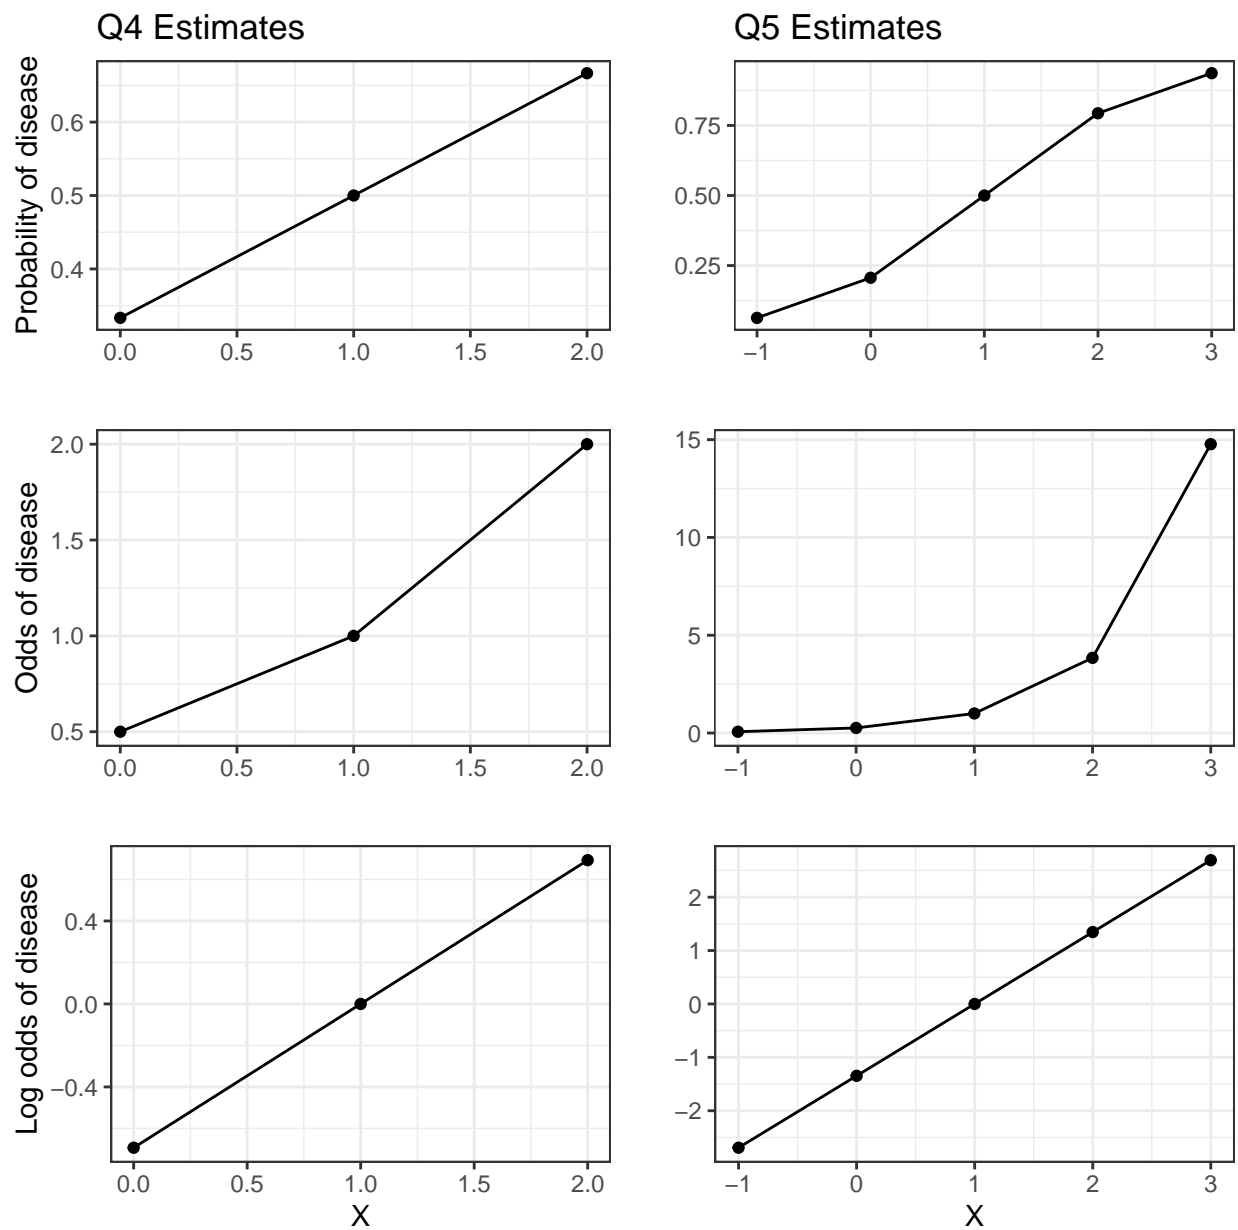 Q4 Estimates
Q5 Estimates
Probability of disease
0.6
0.5
0.4
0.0 0.5 1.0 1.5 2.0
0.75
0.50
0.25
−1 0 1 2 3
Odds of disease
2.0
1.5
1.0
0.5
0.0 0.5 1.0 1.5 2.0
15
10
5
0
−1 0 1 2 3
Log odds of disease
0.4
0.0
−0.4
0.0 0.5 1.0 1.5 2.0
X
2
1
0
−1
−2
−1 0 1 2 3
X